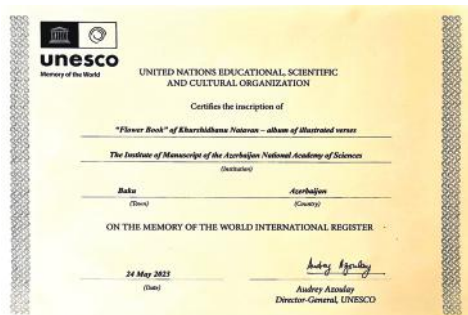 unesco
Memory of the World
UNITED NATIONS EDUCATIONAL, SCIENTIFIC
AND CULTURAL ORGANIZATION
Certifies the inscription of
"Flower Book" of Khurshidbanu Natavan – album of illustrated verses
The Institute of Manuscript of the Azerbaijan National Academy of Sciences
(Institution)
Baku Azerbaijan
(Town) (Country)
ON THE MEMORY OF THE WORLD INTERNATIONAL REGISTER
24 May 2023
(Date)
Audrey Azoulay
Audrey Azoulay
Director-General, UNESCO